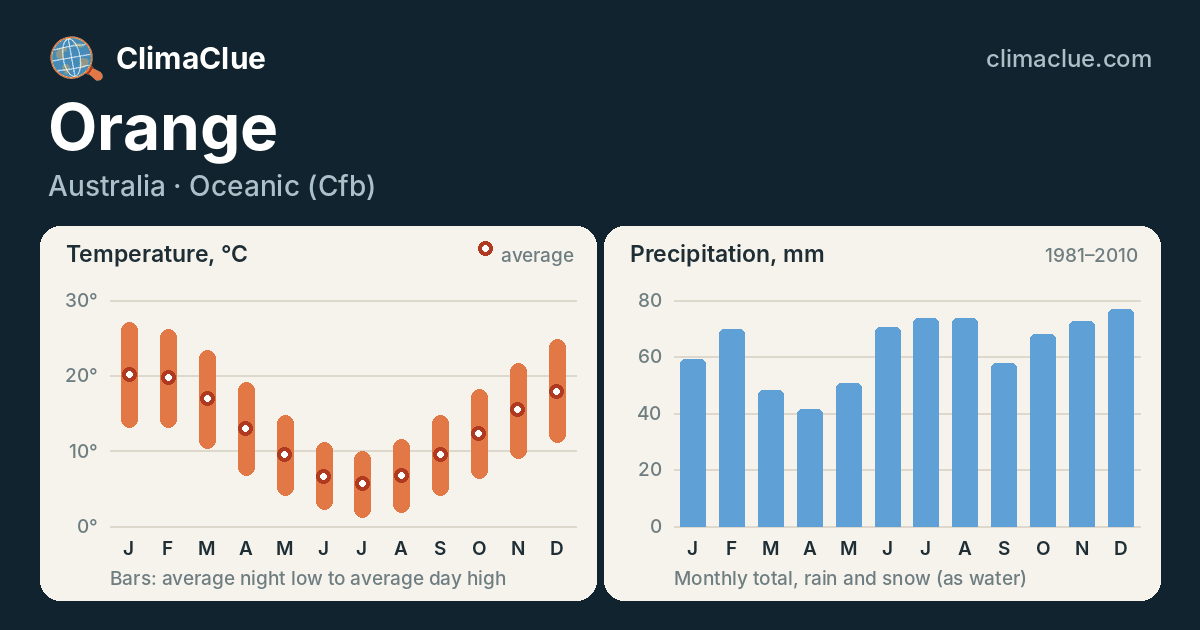 ClimaClue
climaclue.com
Orange
Australia · Oceanic (Cfb)
Temperature, °C
average
30°
20°
10°
0°
J F M A M J J A S O N D
Bars: average night low to average day high
Precipitation, mm
1981–2010
80
60
40
20
0
J F M A M J J A S O N D
Monthly total, rain and snow (as water)